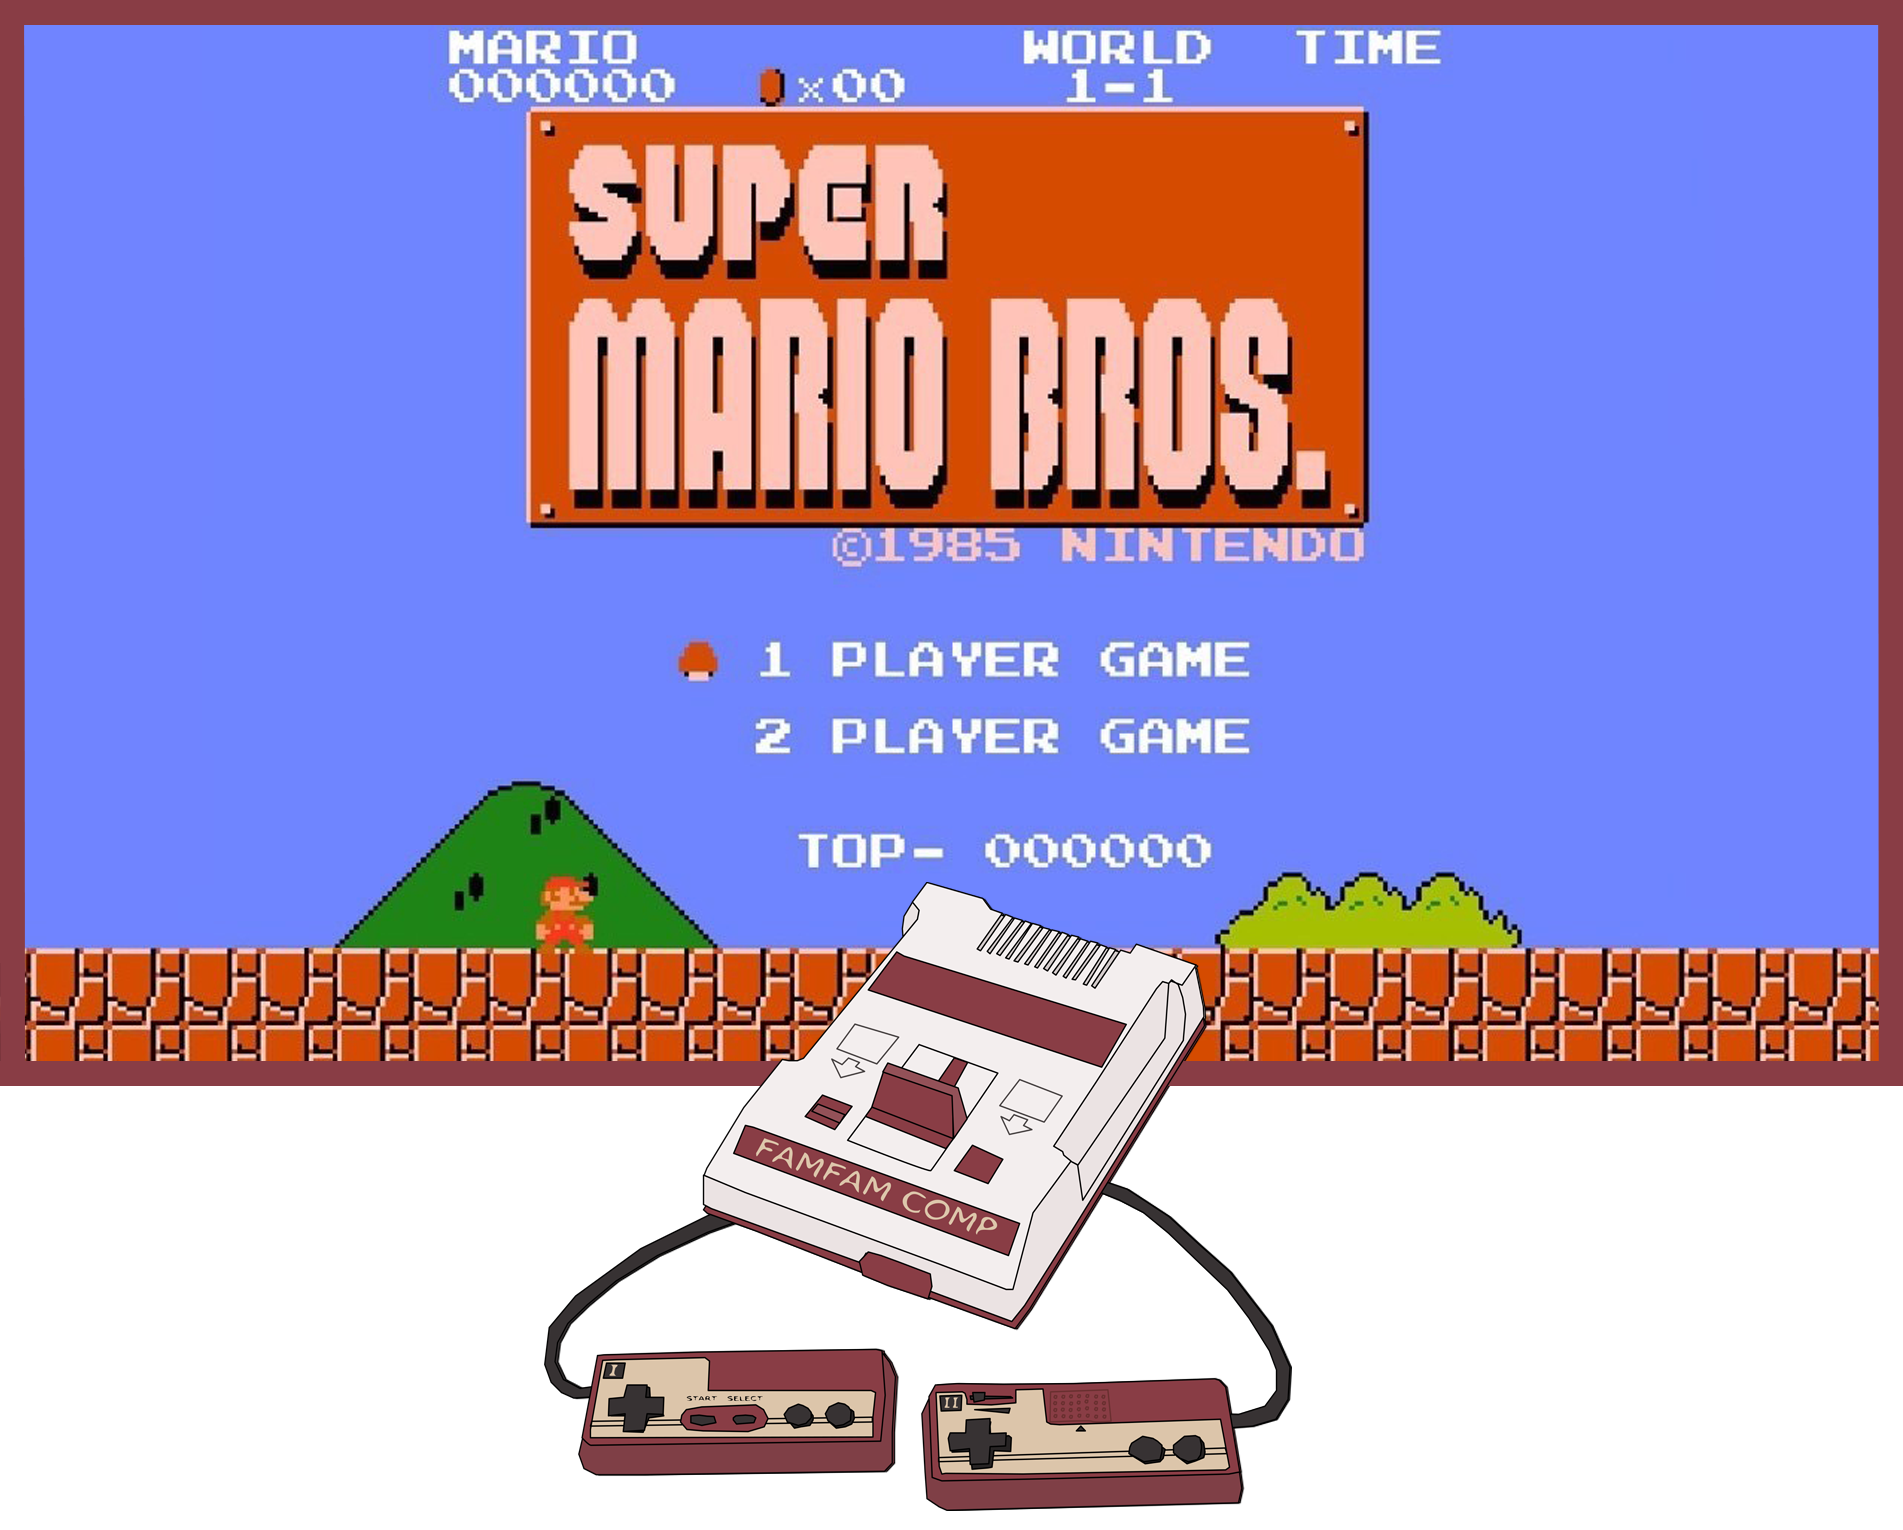 MARIO WORLD TIME
000000 x00 1-1
SUPER
MARIO BROS.
©1985 NINTENDO
1 PLAYER GAME
2 PLAYER GAME
TOP- 000000
FAMFAM COMP
I
START SELECT
II